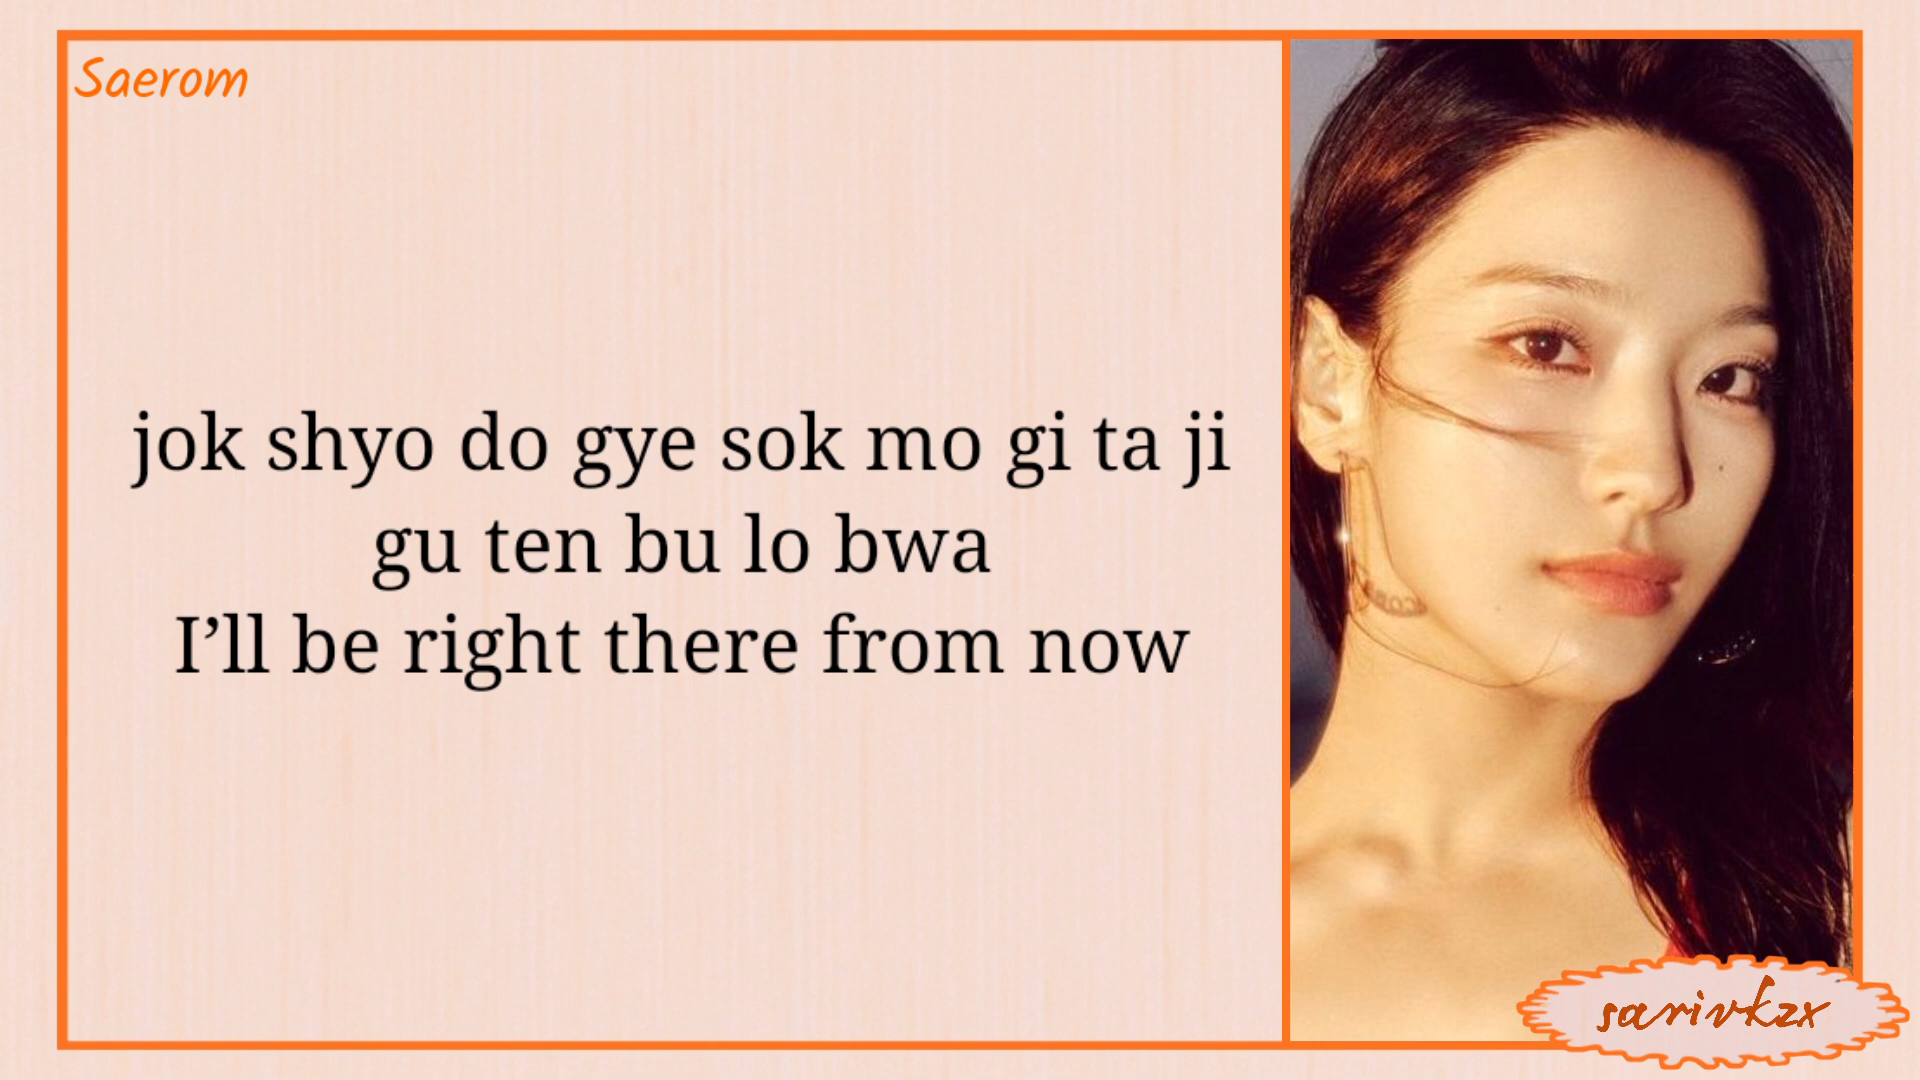 Saerom
jok shyo do gye sok mo gi ta ji
gu ten bu lo bwa
I’ll be right there from now
sarivkzx